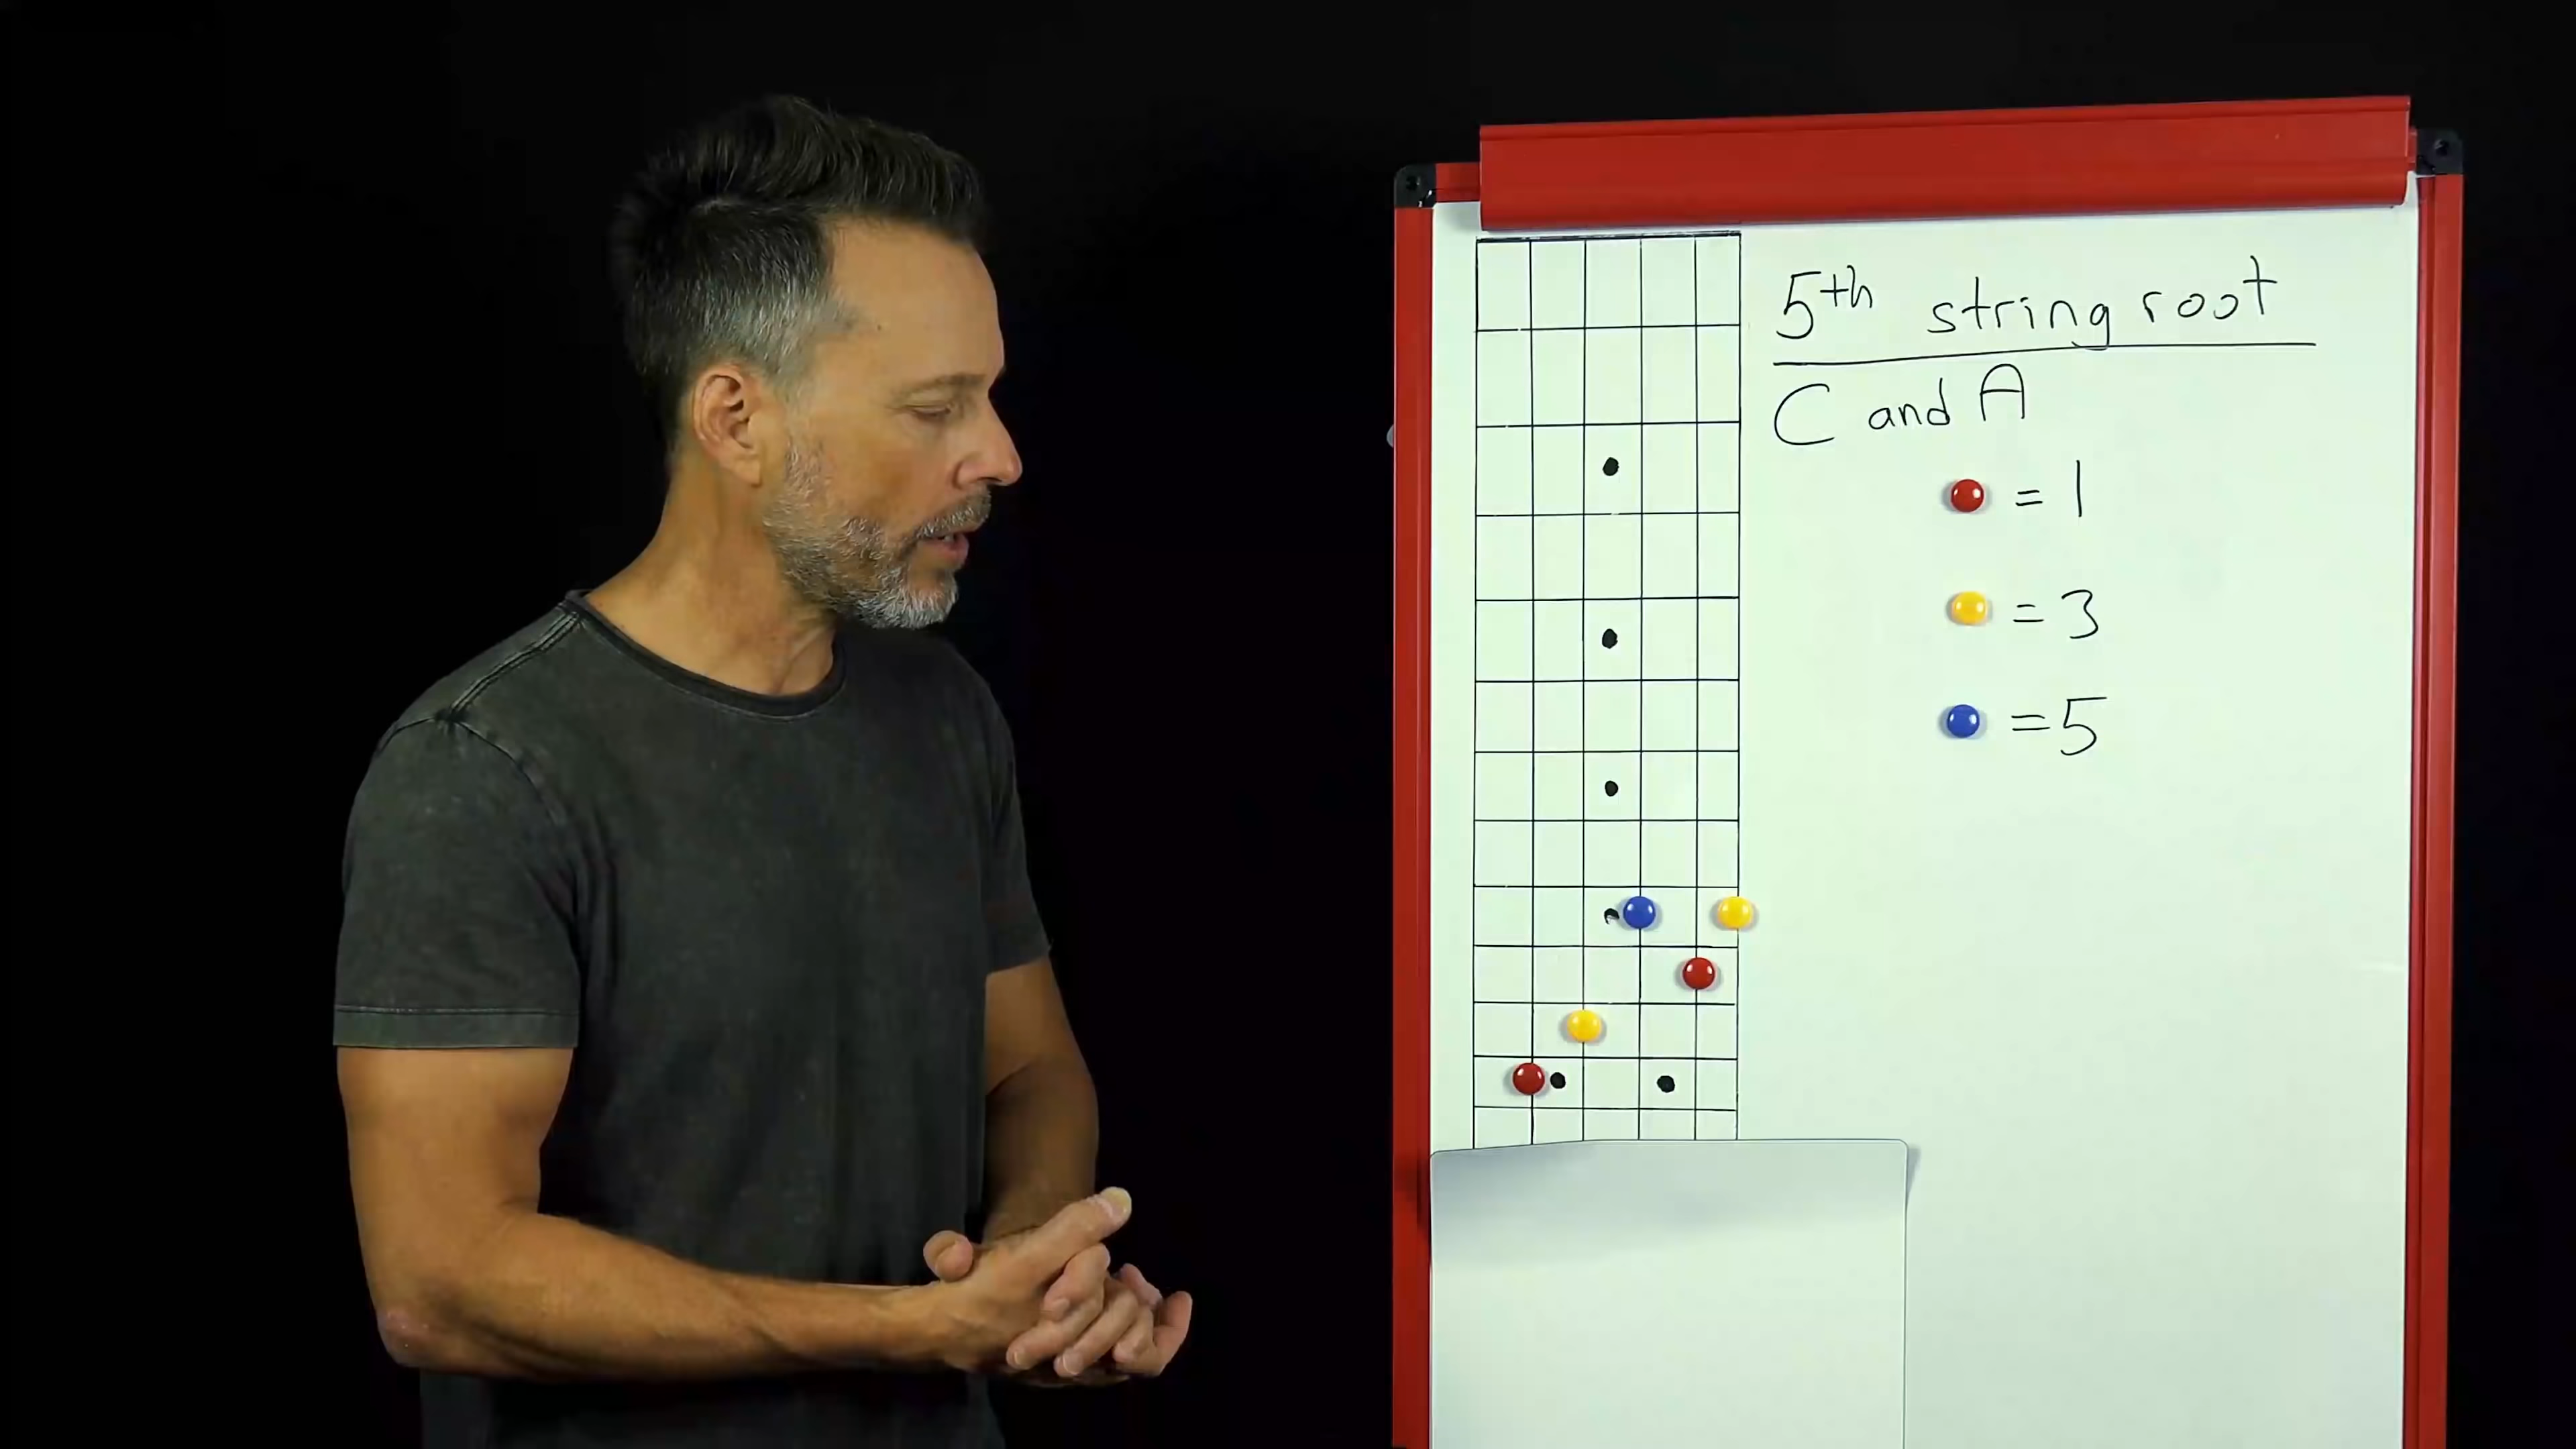 5th string root
C and A
= 1
= 3
= 5